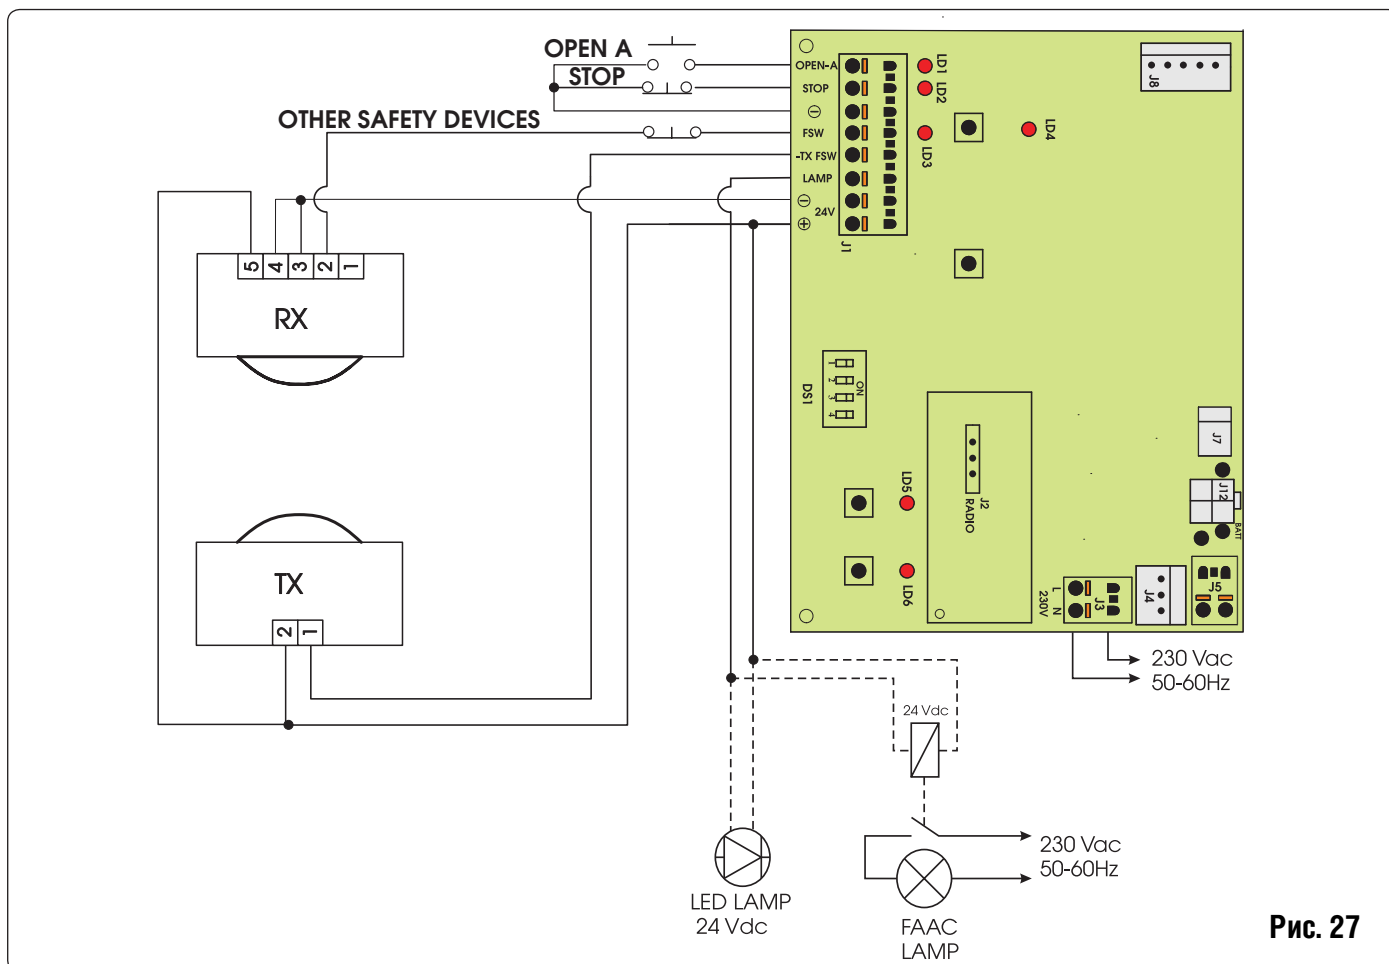 OPEN A
STOP
OTHER SAFETY DEVICES
OPEN-A
STOP
⊖
FSW
-TX FSW
LAMP
⊖
24V
⊕
J1
LD1
LD2
LD3
LD4
J8
5 4 3 2 1
RX
TX
2 1
DS1
1 2 3 4
ON
LD5
LD6
J2
RADIO
J7
J12
BATT
L
N
230V
J3
J4
J5
230 Vac
50-60Hz
24 Vdc
LED LAMP
24 Vdc
FAAC
LAMP
230 Vac
50-60Hz
Рис. 27